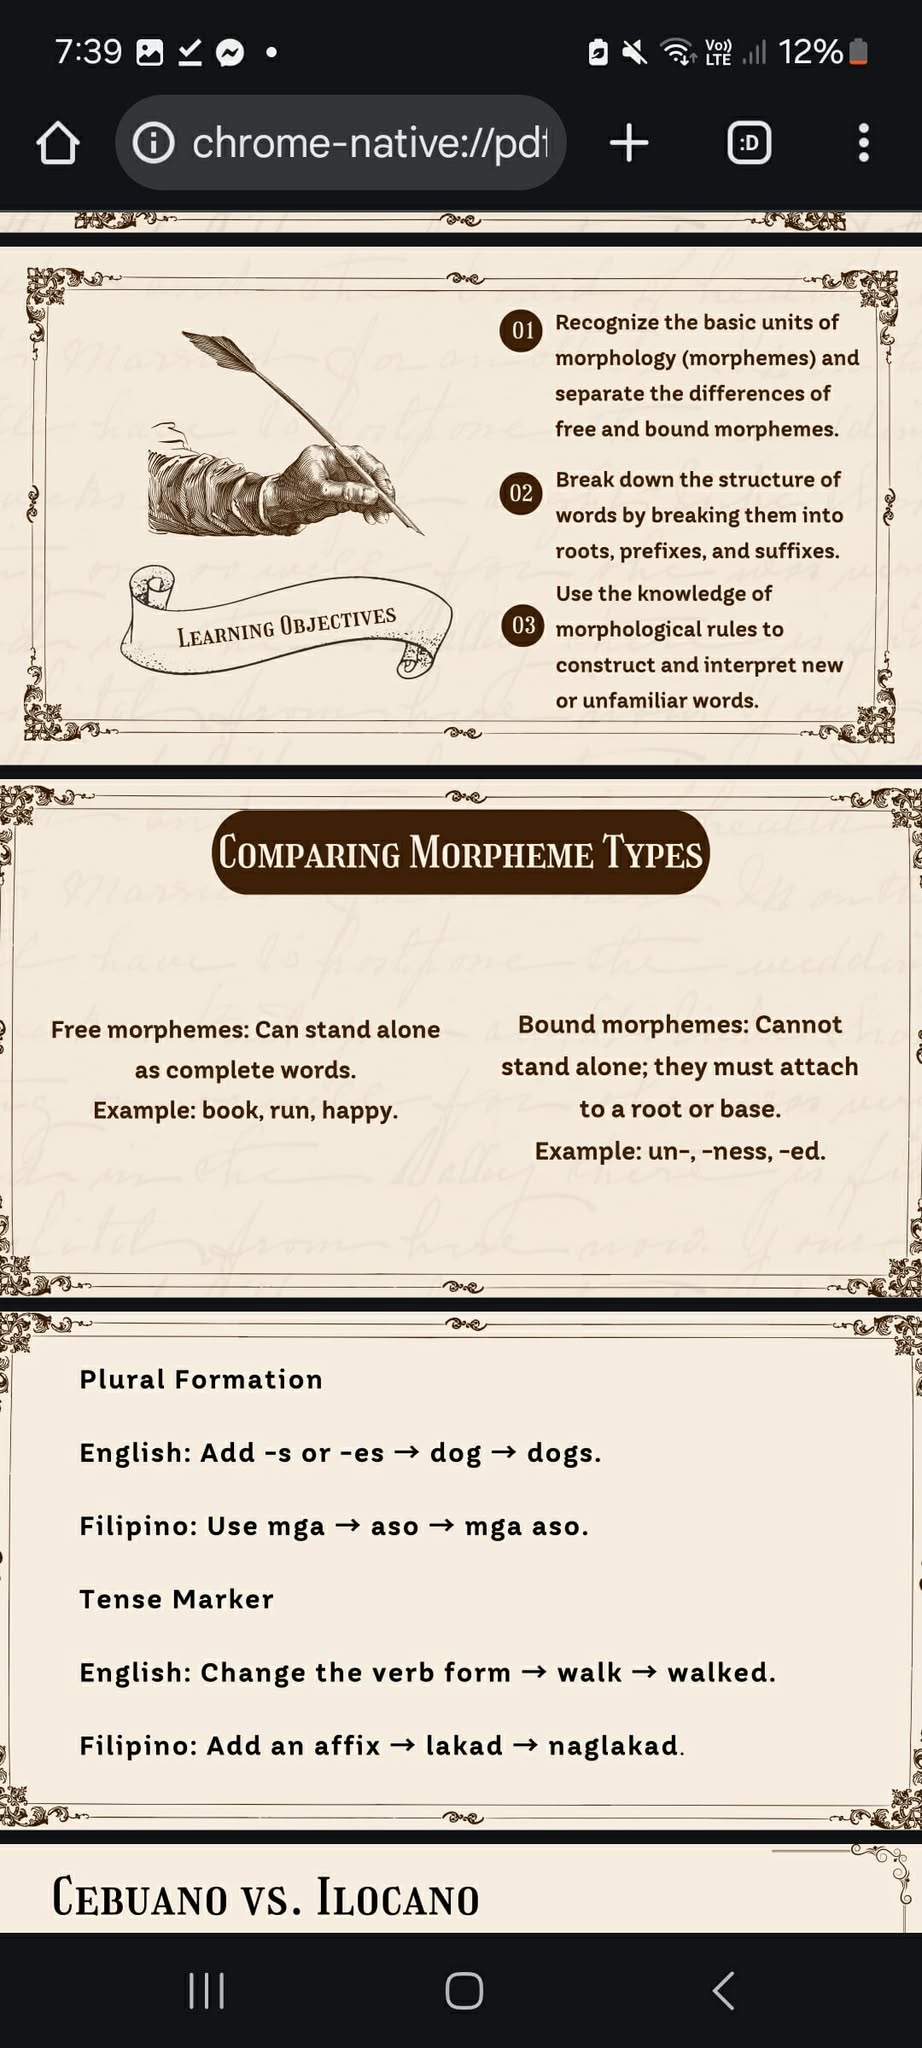 7:39
Vo))
LTE
12%
chrome-native://pdf
:D
01
Recognize the basic units of
morphology (morphemes) and
separate the differences of
free and bound morphemes.
02
Break down the structure of
words by breaking them into
roots, prefixes, and suffixes.
03
Use the knowledge of
morphological rules to
construct and interpret new
or unfamiliar words.
Learning Objectives
Comparing Morpheme Types
Free morphemes: Can stand alone
as complete words.
Example: book, run, happy.
Bound morphemes: Cannot
stand alone; they must attach
to a root or base.
Example: un-, -ness, -ed.
Plural Formation
English: Add -s or -es → dog → dogs.
Filipino: Use mga → aso → mga aso.
Tense Marker
English: Change the verb form → walk → walked.
Filipino: Add an affix → lakad → naglakad.
Cebuano vs. Ilocano